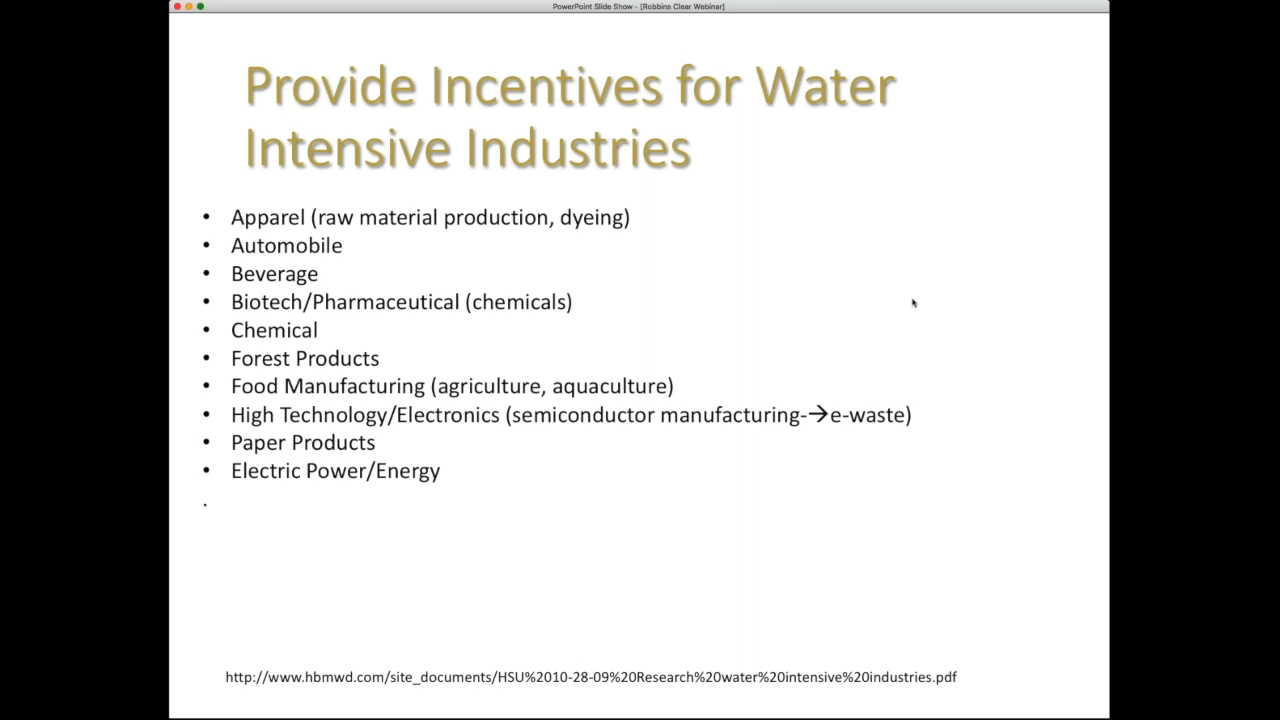 PowerPoint Slide Show - [Robbins Clear Webinar]
Provide Incentives for Water
Intensive Industries
• Apparel (raw material production, dyeing)
• Automobile
• Beverage
• Biotech/Pharmaceutical (chemicals)
• Chemical
• Forest Products
• Food Manufacturing (agriculture, aquaculture)
• High Technology/Electronics (semiconductor manufacturing-→e-waste)
• Paper Products
• Electric Power/Energy
.
http://www.hbmwd.com/site_documents/HSU%2010-28-09%20Research%20water%20intensive%20industries.pdf